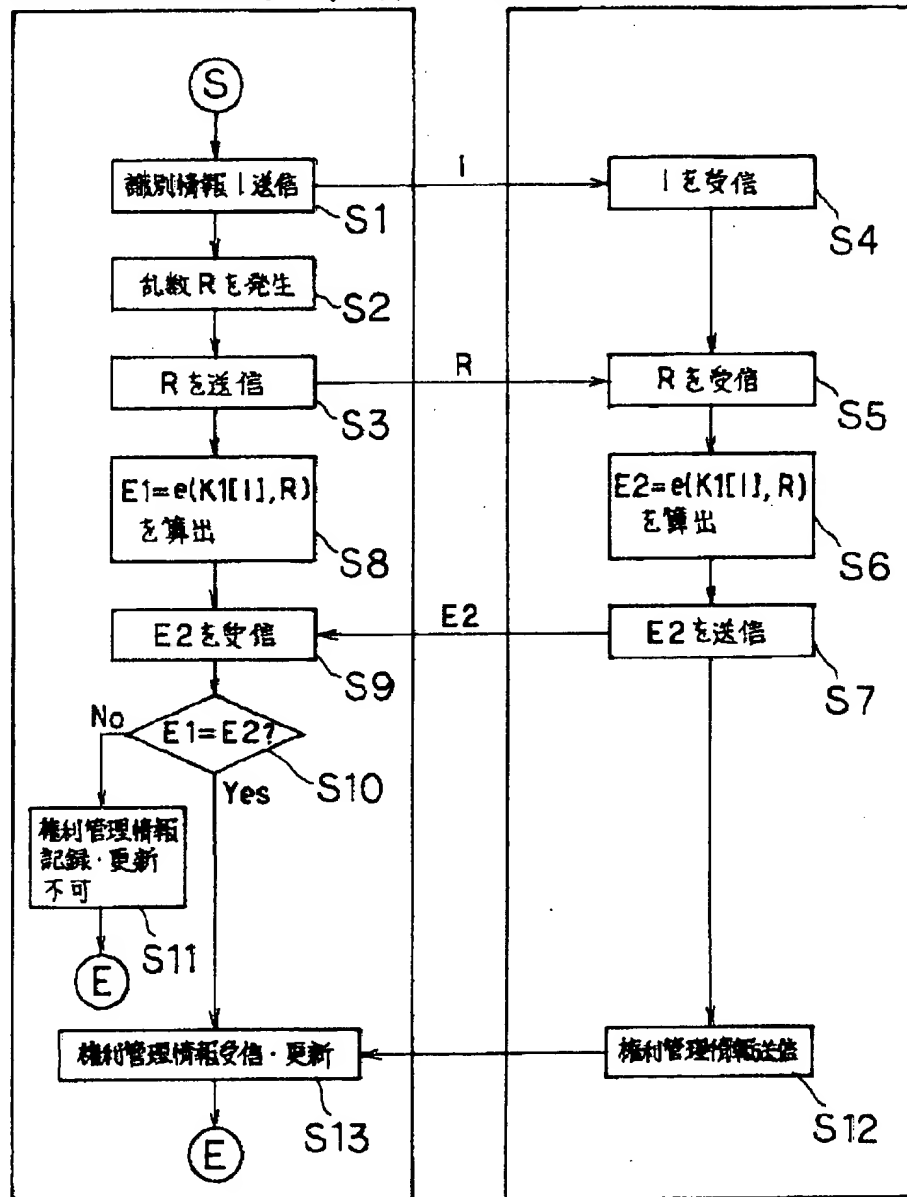 S
識別情報I送信
I
Iを受信
S1
S4
乱数Rを発生
S2
Rを送信
R
Rを受信
S3
S5
E1=e(K1[I],R)
を算出
E2=e(K1[I],R)
を算出
S8
S6
E2を受信
E2
E2を送信
S9
S7
No
E1=E2?
S10
Yes
権利管理情報
記録・更新
不可
S11
E
権利管理情報受信・更新
権利管理情報送信
S13
S12
E